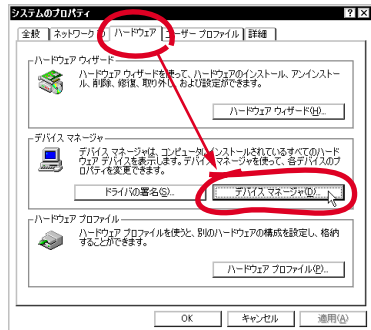 システムのプロパティ
全般
ネットワーク ID
ハードウェア
ユーザー プロファイル
詳細
ハードウェア ウィザード
ハードウェア ウィザードを使って、ハードウェアのインストール、アンインストー
ル、削除、修復、取り外し、および設定ができます。
ハードウェア ウィザード(H)...
デバイス マネージャ
デバイス マネージャは、コンピュータにインストールされているすべてのハード
ウェア デバイスを表示します。デバイス マネージャを使って、各デバイスのプ
ロパティを変更できます。
ドライバの署名(S)...
デバイス マネージャ(D)...
ハードウェア プロファイル
ハードウェア プロファイルを使うと、別のハードウェアの構成を設定し、格納
することができます。
ハードウェア プロファイル(P)...
OK
キャンセル
適用(A)